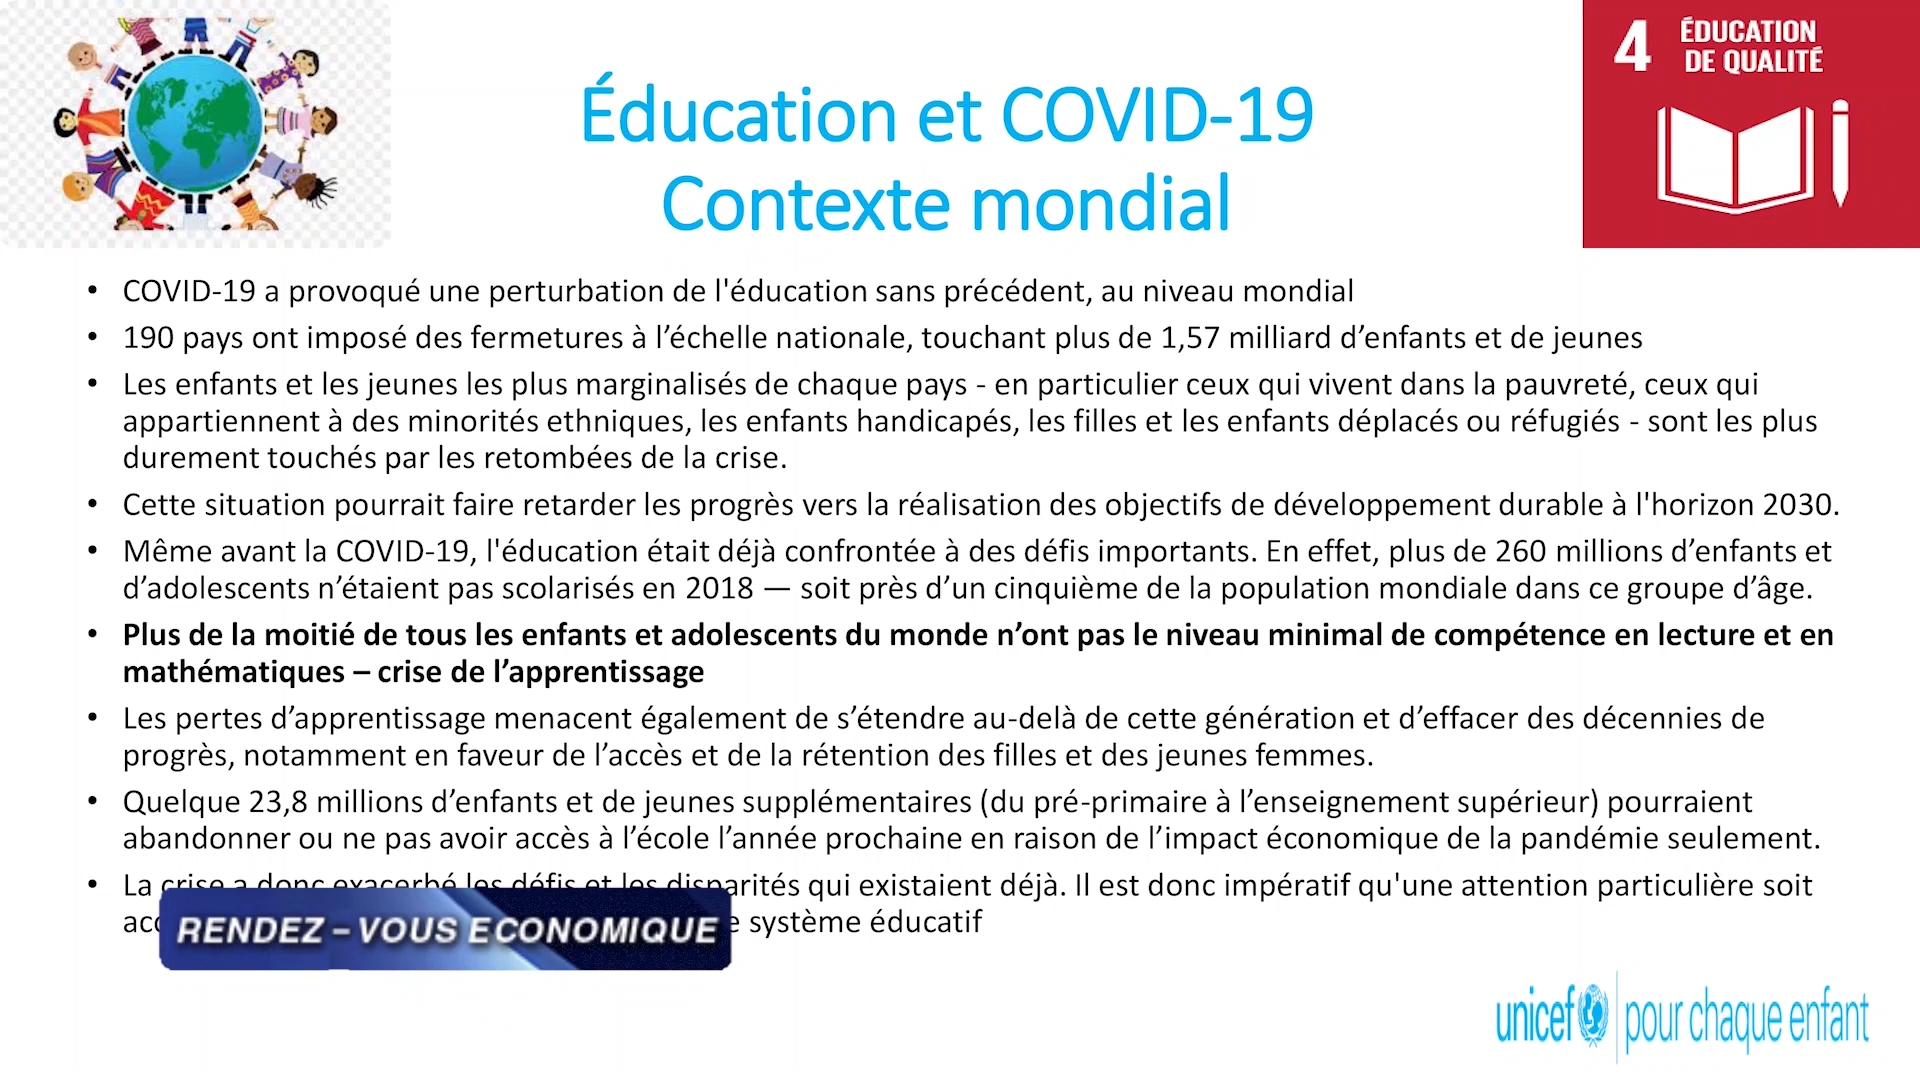 4 ÉDUCATION
DE QUALITÉ
Éducation et COVID-19
Contexte mondial
• COVID-19 a provoqué une perturbation de l'éducation sans précédent, au niveau mondial
• 190 pays ont imposé des fermetures à l’échelle nationale, touchant plus de 1,57 milliard d’enfants et de jeunes
• Les enfants et les jeunes les plus marginalisés de chaque pays - en particulier ceux qui vivent dans la pauvreté, ceux qui
appartiennent à des minorités ethniques, les enfants handicapés, les filles et les enfants déplacés ou réfugiés - sont les plus
durement touchés par les retombées de la crise.
• Cette situation pourrait faire retarder les progrès vers la réalisation des objectifs de développement durable à l'horizon 2030.
• Même avant la COVID-19, l'éducation était déjà confrontée à des défis importants. En effet, plus de 260 millions d’enfants et
d’adolescents n’étaient pas scolarisés en 2018 — soit près d’un cinquième de la population mondiale dans ce groupe d’âge.
• Plus de la moitié de tous les enfants et adolescents du monde n’ont pas le niveau minimal de compétence en lecture et en
mathématiques – crise de l’apprentissage
• Les pertes d’apprentissage menacent également de s’étendre au-delà de cette génération et d’effacer des décennies de
progrès, notamment en faveur de l’accès et de la rétention des filles et des jeunes femmes.
• Quelque 23,8 millions d’enfants et de jeunes supplémentaires (du pré-primaire à l’enseignement supérieur) pourraient
abandonner ou ne pas avoir accès à l’école l’année prochaine en raison de l’impact économique de la pandémie seulement.
• La crise a donc exacerbé les défis et les disparités qui existaient déjà. Il est donc impératif qu'une attention particulière soit
système éducatif
RENDEZ – VOUS ECONOMIQUE
unicef pour chaque enfant